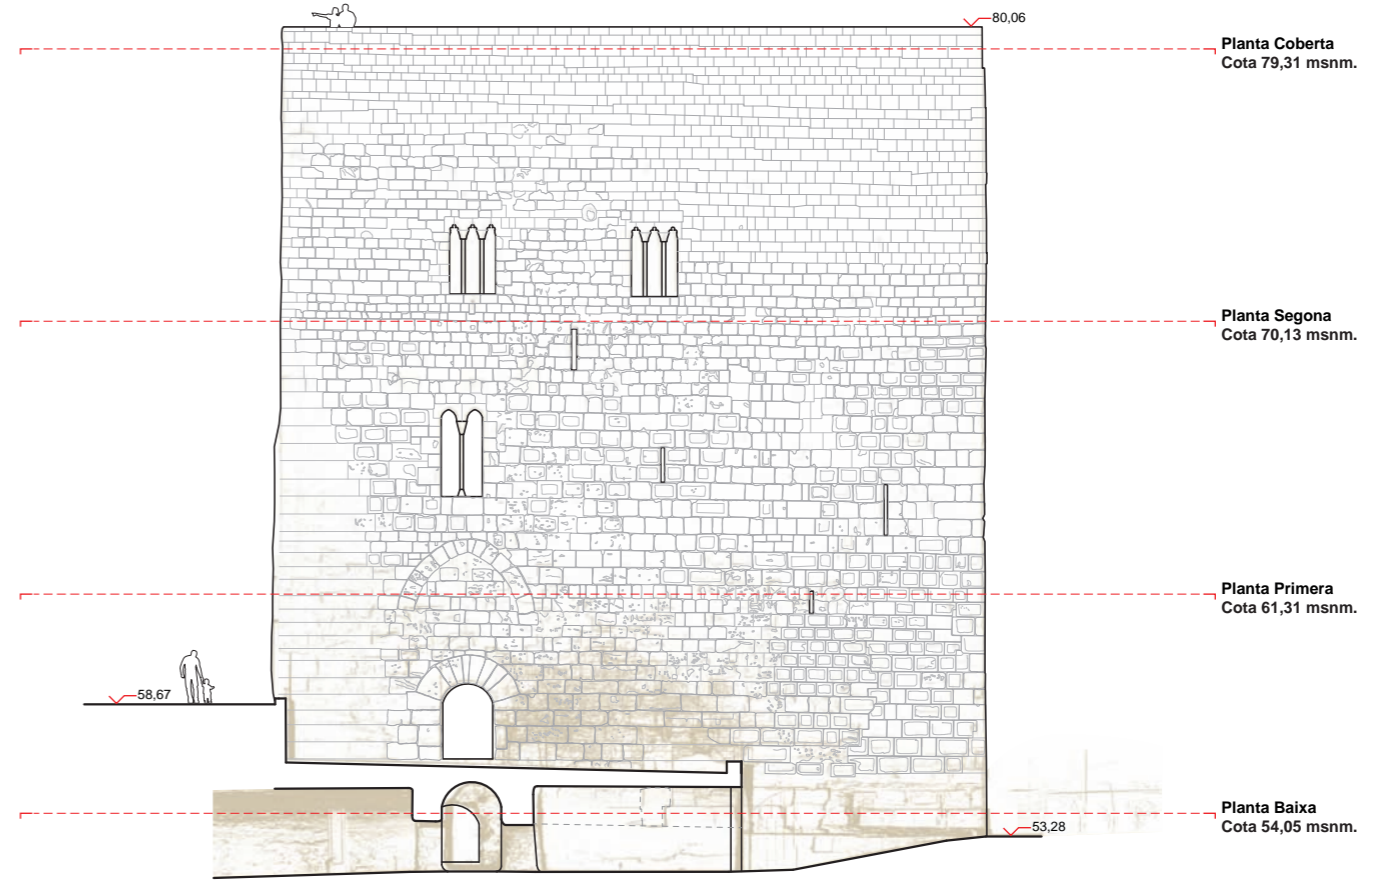 80,06
Planta Coberta
Cota 79,31 msnm.
Planta Segona
Cota 70,13 msnm.
Planta Primera
Cota 61,31 msnm.
58,67
Planta Baixa
Cota 54,05 msnm.
53,28